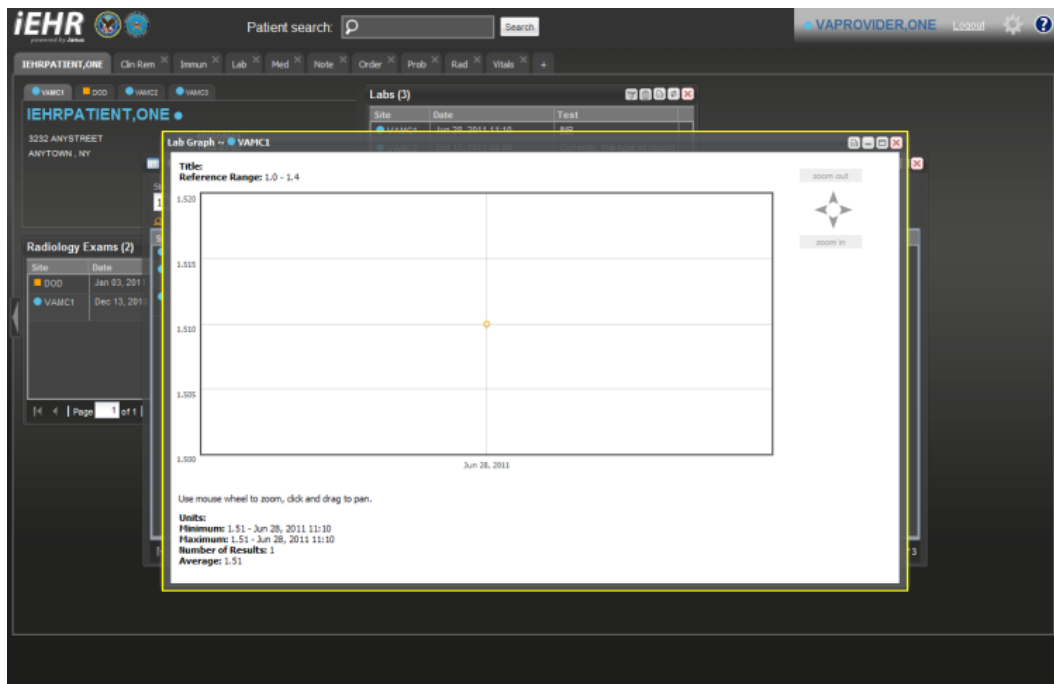 iEHR
powered by Janus
Patient search:
Search
VAPROVIDER,ONE
Logout
?
IEHRPATIENT,ONE
Clin Rem
Immun
Lab
Med
Note
Order
Prob
Rad
Vitals
+
VAMC1
DOD
VAMC2
VAMC3
IEHRPATIENT,ONE
3232 ANYSTREET
ANYTOWN , NY
Labs (3)
Site Date Test
VAMC1 Jun 28, 2011 11:10 INR
Lab Graph ~ VAMC1
Title:
Reference Range: 1.0 - 1.4
zoom out
zoom in
1.520
1.515
1.510
1.505
1.500
Jun 28, 2011
Use mouse wheel to zoom, click and drag to pan.
Units:
Minimum: 1.51 - Jun 28, 2011 11:10
Maximum: 1.51 - Jun 28, 2011 11:10
Number of Results: 1
Average: 1.51
Radiology Exams (2)
Site Date
DOD Jan 03, 201
VAMC1 Dec 13, 201
Page 1 of 1